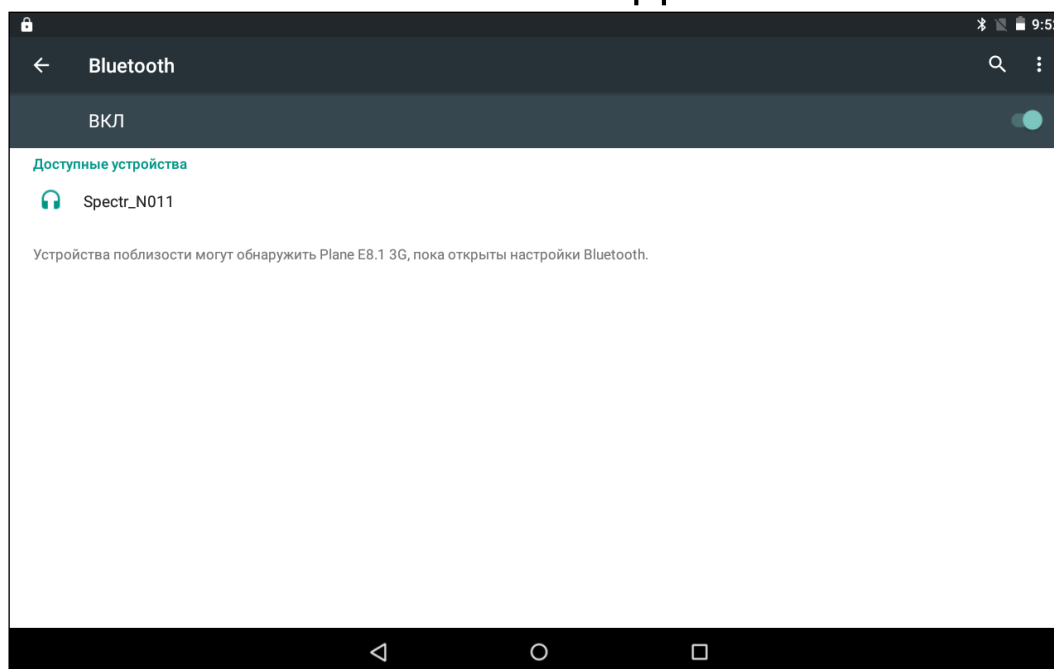 Bluetooth
ВКЛ
Доступные устройства
Spectr_N011
Устройства поблизости могут обнаружить Plane E8.1 3G, пока открыты настройки Bluetooth.